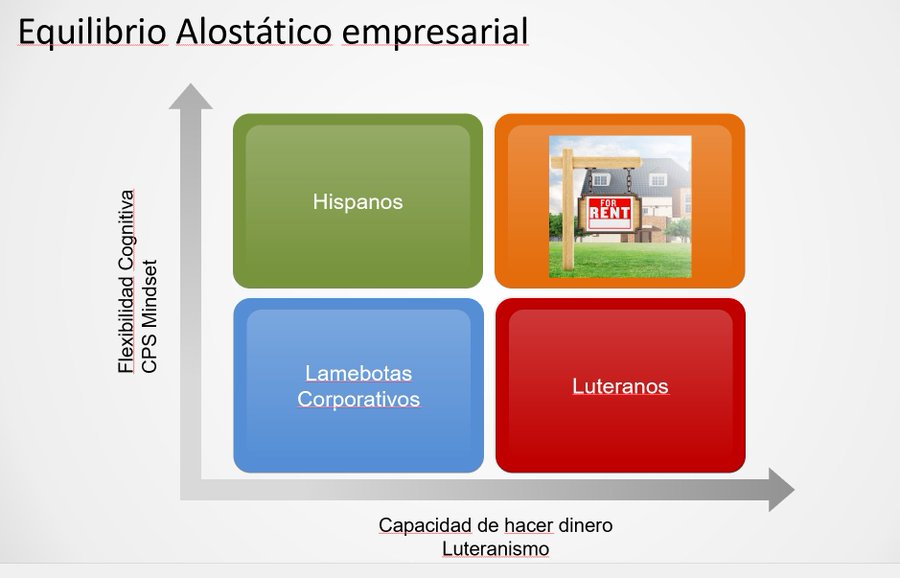 Equilibrio Alostático empresarial
Flexibilidad Cognitiva
CPS Mindset
Hispanos
FOR
RENT
Lamebotas
Corporativos
Luteranos
Capacidad de hacer dinero
Luteranismo